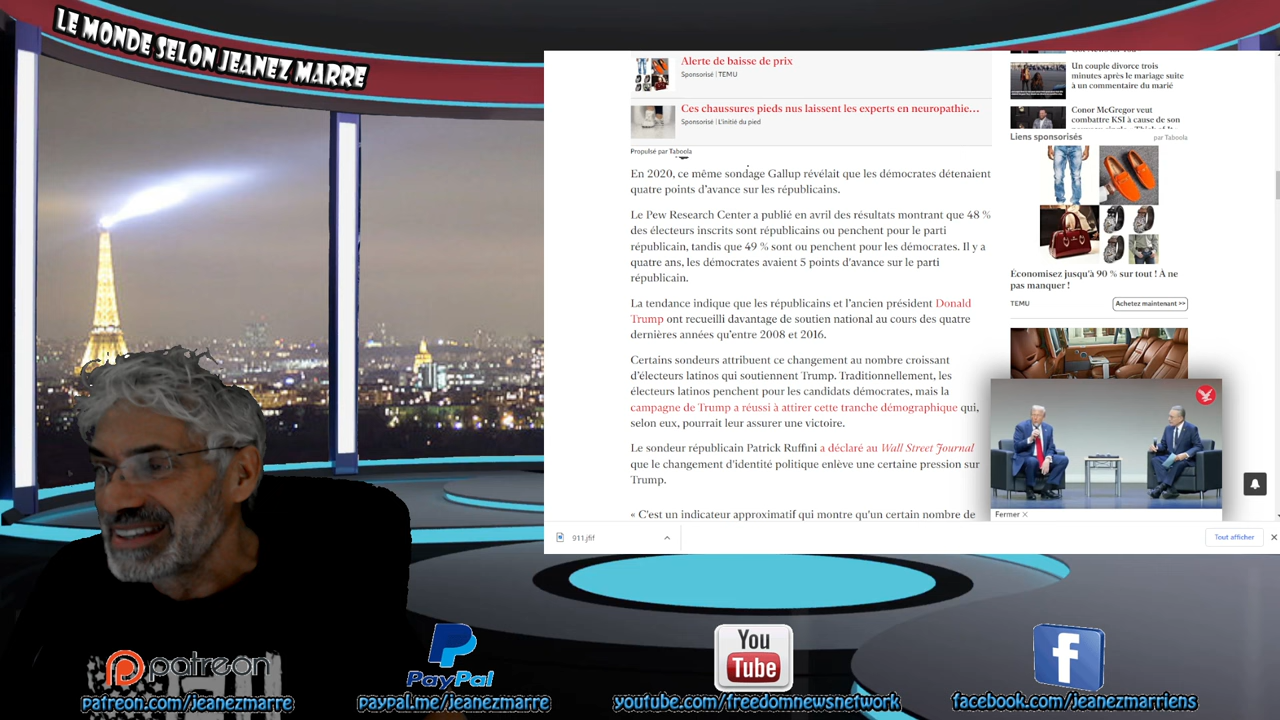 LE MONDE SELON JEANEZ MARRE
Alerte de baisse de prix
Sponsorisé | TEMU
Ces chaussures pieds nus laissent les experts en neuropathie…
Sponsorisé | L'initié du pied
Propulsé par Taboola
En 2020, ce même sondage Gallup révélait que les démocrates détenaient
quatre points d’avance sur les républicains.
Le Pew Research Center a publié en avril des résultats montrant que 48 %
des électeurs inscrits sont républicains ou penchent pour le parti
républicain, tandis que 49 % sont ou penchent pour les démocrates. Il y a
quatre ans, les démocrates avaient 5 points d'avance sur le parti
républicain.
La tendance indique que les républicains et l’ancien président Donald
Trump ont recueilli davantage de soutien national au cours des quatre
dernières années qu’entre 2008 et 2016.
Certains sondeurs attribuent ce changement au nombre croissant
d’électeurs latinos qui soutiennent Trump. Traditionnellement, les
électeurs latinos penchent pour les candidats démocrates, mais la
campagne de Trump a réussi à attirer cette tranche démographique qui,
selon eux, pourrait leur assurer une victoire.
Le sondeur républicain Patrick Ruffini a déclaré au Wall Street Journal
que le changement d'identité politique enlève une certaine pression sur
Trump.
« C'est un indicateur approximatif qui montre qu'un certain nombre de
Un couple divorce trois
minutes après le mariage suite
à un commentaire du marié
Conor McGregor veut
combattre KSI à cause de son
Liens sponsorisés
par Taboola
Économisez jusqu'à 90 % sur tout ! À ne
pas manquer !
TEMU
Achetez maintenant >>
Fermer X
911.jfif
Tout afficher
patreon
patreon.com/jeanezmarre
PayPal
paypal.me/jeanezmarre
You
Tube
youtube.com/freedomnewsnetwork
f
facebook.com/jeanezmarriens